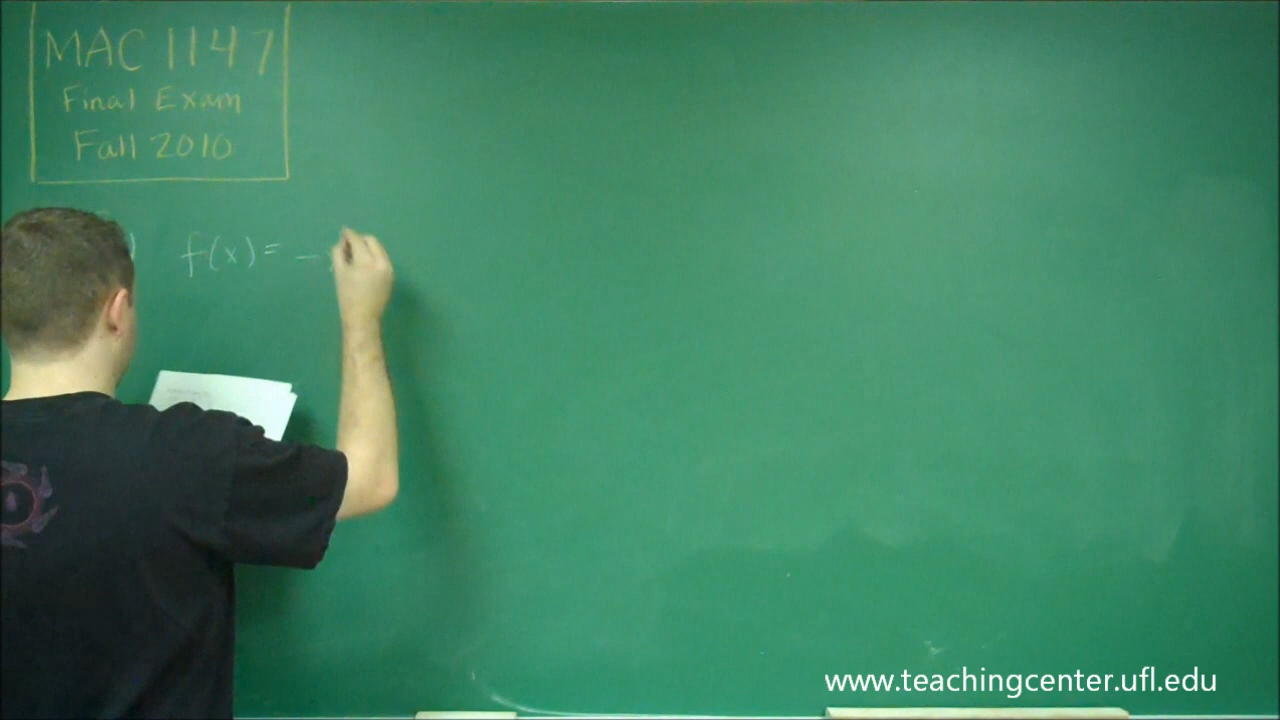 MAC 1147
Final Exam
Fall 2010
) f(x) = -
www.teachingcenter.ufl.edu